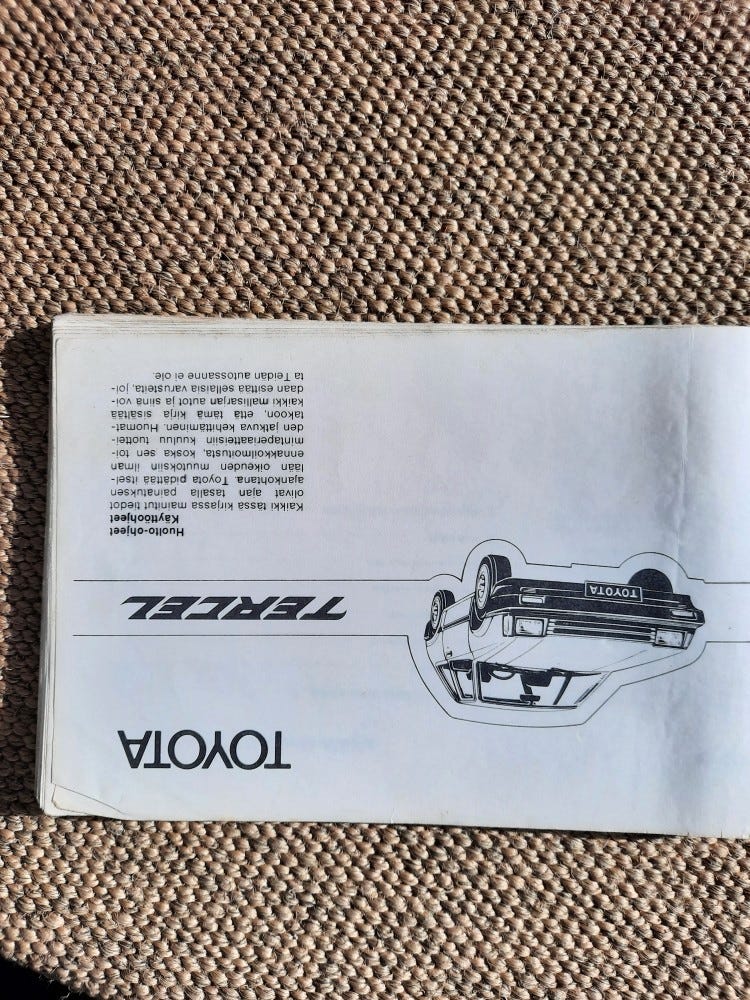 TOYOTA
TERCEL
TOYOTA
Huolto-ohjeet
Käyttöohjeet
Kaikki tässä kirjassa mainitut tiedot
olivat ajan tasalla painatuksen
ajankohtana. Toyota pidättää itsel-
lään oikeuden muutoksiin ilman
ennakkoilmoitusta, koska sen toi-
mintaperiaatteisiin kuuluu tuottei-
den jatkuva kehittäminen. Huomat-
takoon, että tämä kirja sisältää
kaikki mallisarjan autot ja siinä voi-
daan esittää sellaisia varusteita, joi-
ta Teidän autossanne ei ole.